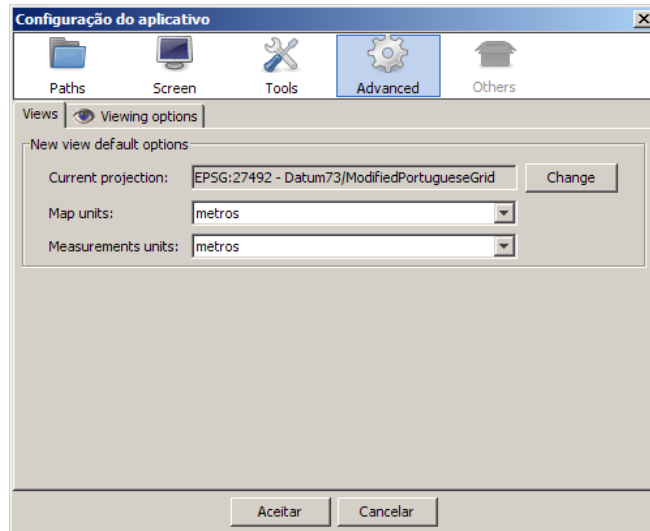 Configuração do aplicativo
Paths Screen Tools Advanced Others
Views Viewing options
New view default options
Current projection: EPSG:27492 - Datum73/ModifiedPortugueseGrid Change
Map units: metros
Measurements units: metros
Aceitar Cancelar